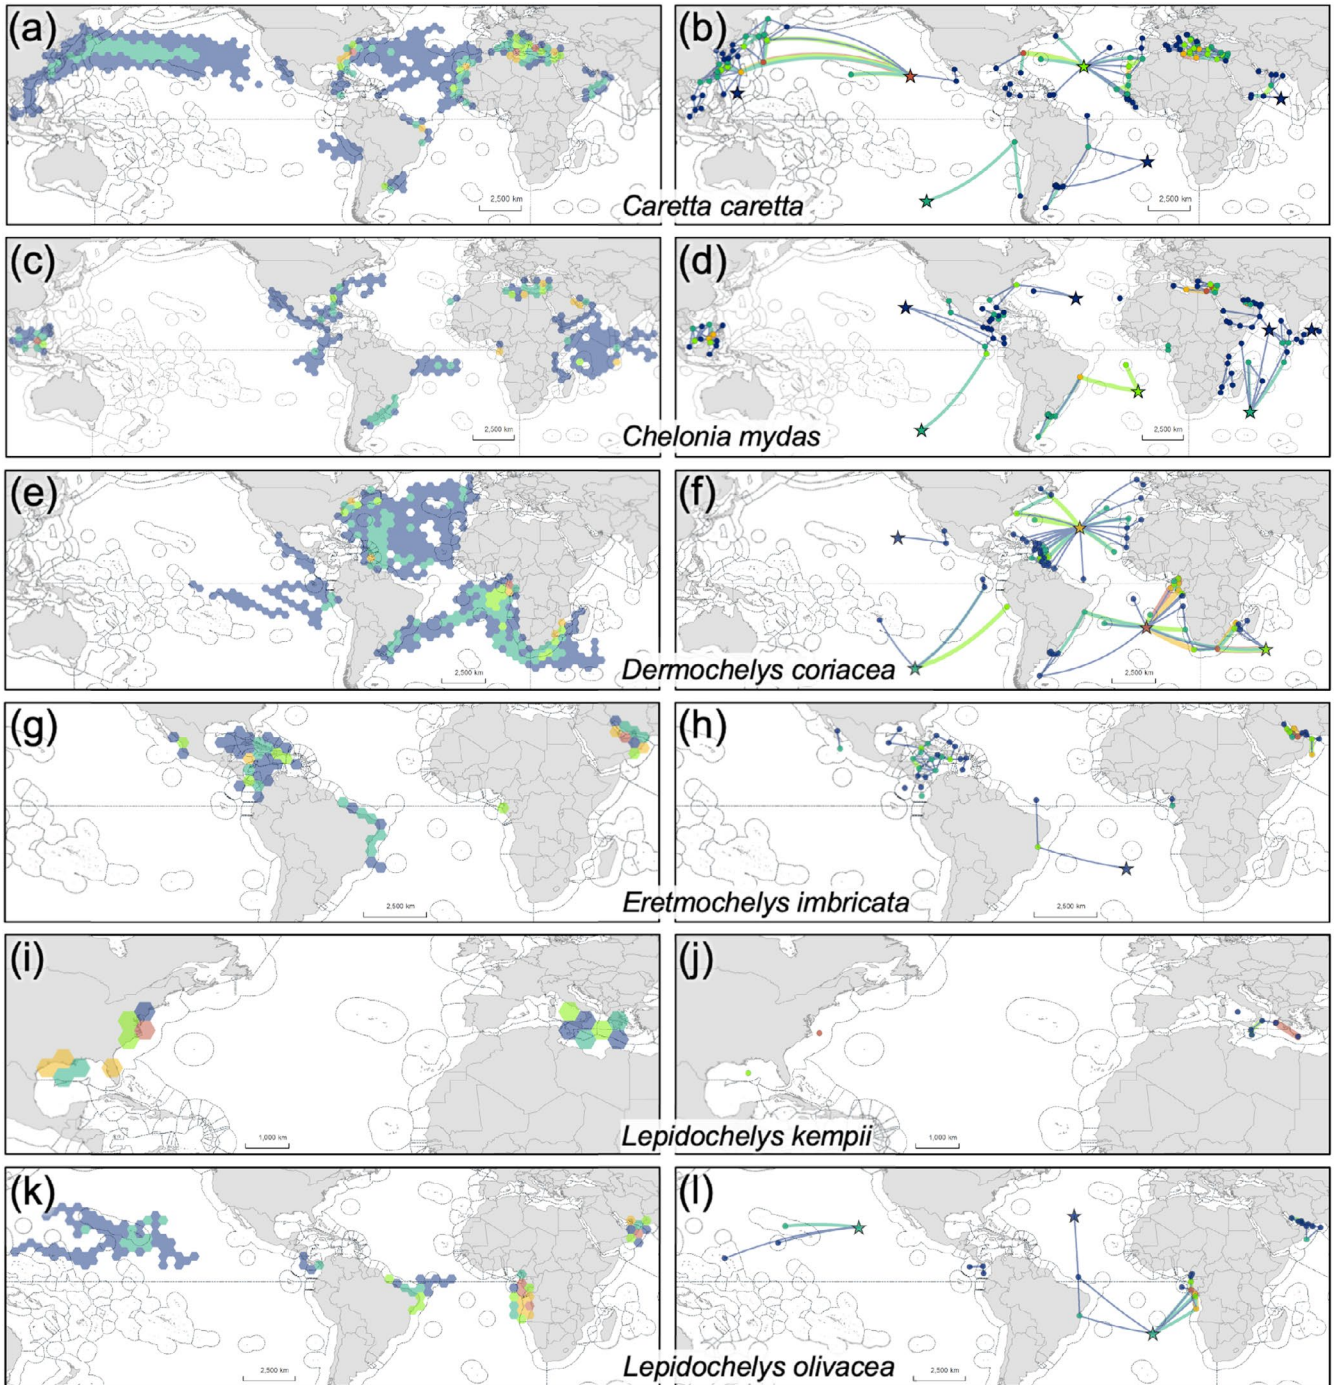 (a)
(b)
2,500 km
2,500 km
Caretta caretta
(c)
(d)
2,500 km
2,500 km
Chelonia mydas
(e)
(f)
2,500 km
2,500 km
Dermochelys coriacea
(g)
(h)
2,500 km
2,500 km
Eretmochelys imbricata
(i)
(j)
1,000 km
1,000 km
Lepidochelys kempii
(k)
(l)
2,500 km
2,500 km
Lepidochelys olivacea